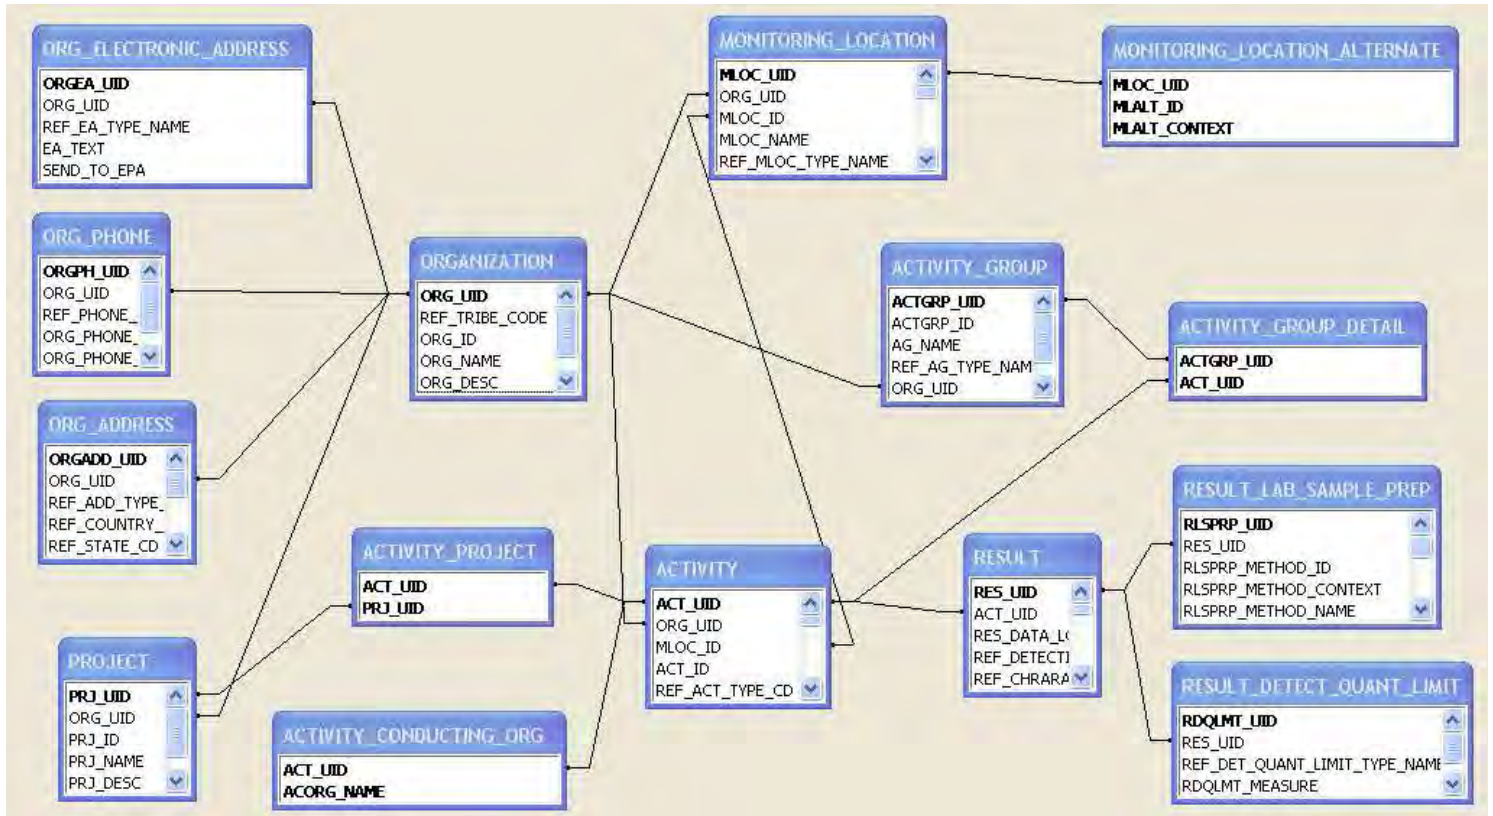 ORG_ELECTRONIC_ADDRESS
ORGEA_UID
ORG_UID
REF_EA_TYPE_NAME
EA_TEXT
SEND_TO_EPA
MONITORING_LOCATION
MLOC_UID
ORG_UID
MLOC_ID
MLOC_NAME
REF_MLOC_TYPE_NAME
MONITORING_LOCATION_ALTERNATE
MLOC_UID
MLALT_ID
MLALT_CONTEXT
ORG_PHONE
ORGPH_UID
ORG_UID
REF_PHONE_
ORG_PHONE_
ORG_PHONE_
ORGANIZATION
ORG_UID
REF_TRIBE_CODE
ORG_ID
ORG_NAME
ORG_DESC
ACTIVITY_GROUP
ACTGRP_UID
ACTGRP_ID
AG_NAME
REF_AG_TYPE_NAM
ORG_UID
ACTIVITY_GROUP_DETAIL
ACTGRP_UID
ACT_UID
ORG_ADDRESS
ORGADD_UID
ORG_UID
REF_ADD_TYPE_
REF_COUNTRY_
REF_STATE_CD
ACTIVITY_PROJECT
ACT_UID
PRJ_UID
ACTIVITY
ACT_UID
ORG_UID
MLOC_ID
ACT_ID
REF_ACT_TYPE_CD
RESULT
RES_UID
ACT_UID
RES_DATA_L
REF_DETECTI
REF_CHRARA
RESULT_LAB_SAMPLE_PREP
RLSPRP_UID
RES_UID
RLSPRP_METHOD_ID
RLSPRP_METHOD_CONTEXT
RLSPRP_METHOD_NAME
PROJECT
PRJ_UID
ORG_UID
PRJ_ID
PRJ_NAME
PRJ_DESC
ACTIVITY_CONDUCTING_ORG
ACT_UID
ACORG_NAME
RESULT_DETECT_QUANT_LIMIT
RDQLMT_UID
RES_UID
REF_DET_QUANT_LIMIT_TYPE_NAME
RDQLMT_MEASURE